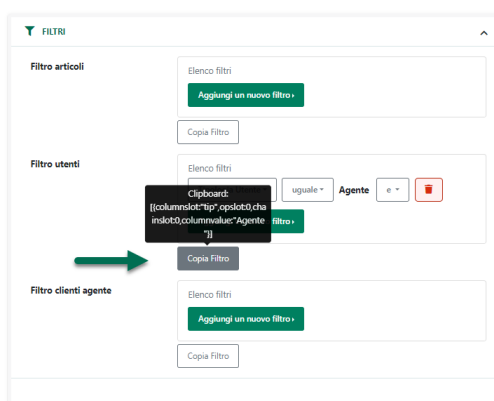 FILTRI
Filtro articoli
Elenco filtri
Aggiungi un nuovo filtro ›
Copia Filtro
Filtro utenti
Elenco filtri
uguale Agente e
Clipboard:
[{columnslot:"tip",opslot:0,cha
inslot:0,columnvalue:"Agente
"}]
filtro ›
Copia Filtro
Filtro clienti agente
Elenco filtri
Aggiungi un nuovo filtro ›
Copia Filtro